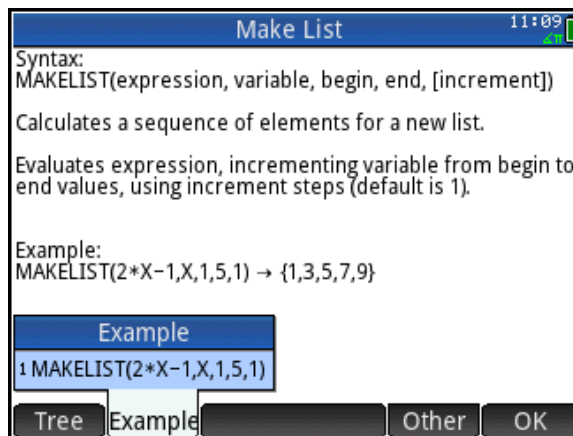 Make List
11:09
∡π
Syntax:
MAKELIST(expression, variable, begin, end, [increment])
Calculates a sequence of elements for a new list.
Evaluates expression, incrementing variable from begin to
end values, using increment steps (default is 1).
Example:
MAKELIST(2*X−1,X,1,5,1) → {1,3,5,7,9}
Example
1 MAKELIST(2*X−1,X,1,5,1)
Tree Example Other OK